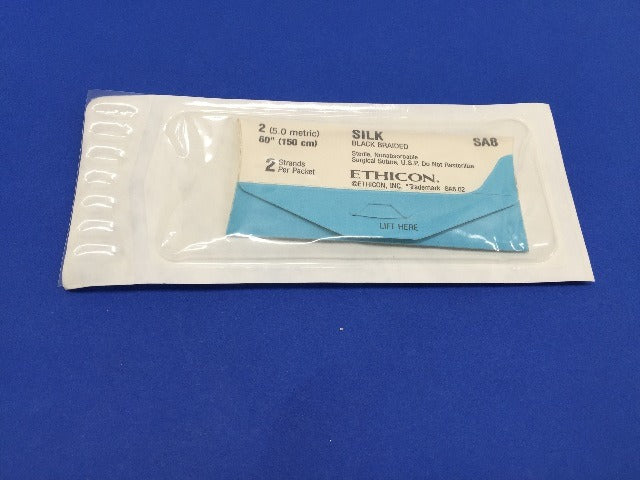 2 (5.0 metric)
60" (150 cm)
2 Strands
Per Packet
SILK
BLACK BRAIDED
SA8
Sterile, Nonabsorbable
Surgical Suture, U.S.P. Do Not Resterilize
ETHICON
©ETHICON, INC. *Trademark
LIFT HERE